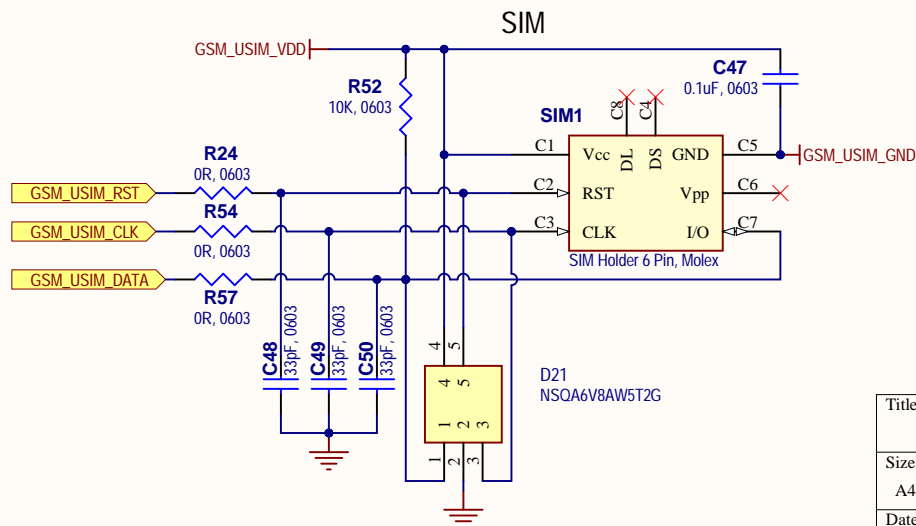 SIM
GSM_USIM_VDD
C47
0.1uF, 0603
R52
10K, 0603
SIM1
C8
C4
C1
Vcc
DL
DS
GND
C5
GSM_USIM_GND
R24
0R, 0603
GSM_USIM_RST
C2
RST
Vpp
C6
R54
GSM_USIM_CLK
0R, 0603
C3
CLK
I/O
C7
SIM Holder 6 Pin, Molex
GSM_USIM_DATA
R57
0R, 0603
C48
33pF, 0603
C49
33pF, 0603
C50
33pF, 0603
4
5
4
5
D21
NSQA6V8AW5T2G
1
2
3
1
2
3
Title
Size
A4
Date